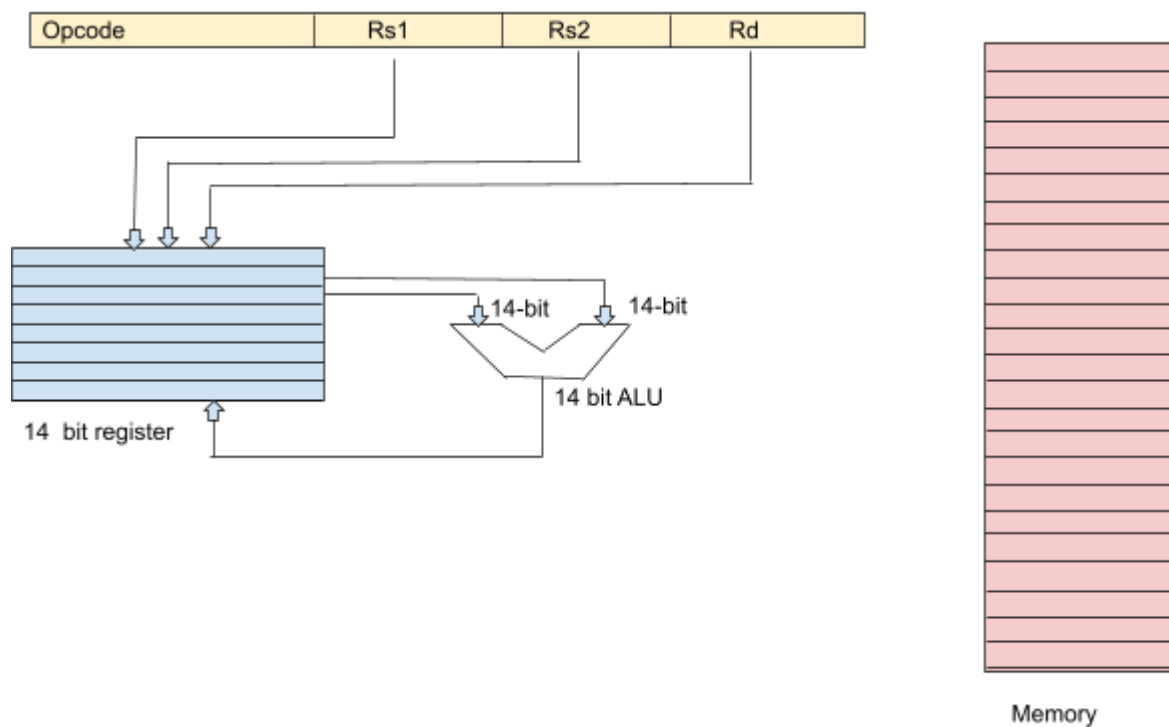 Opcode Rs1 Rs2 Rd
14-bit 14-bit
14 bit ALU
14 bit register
Memory